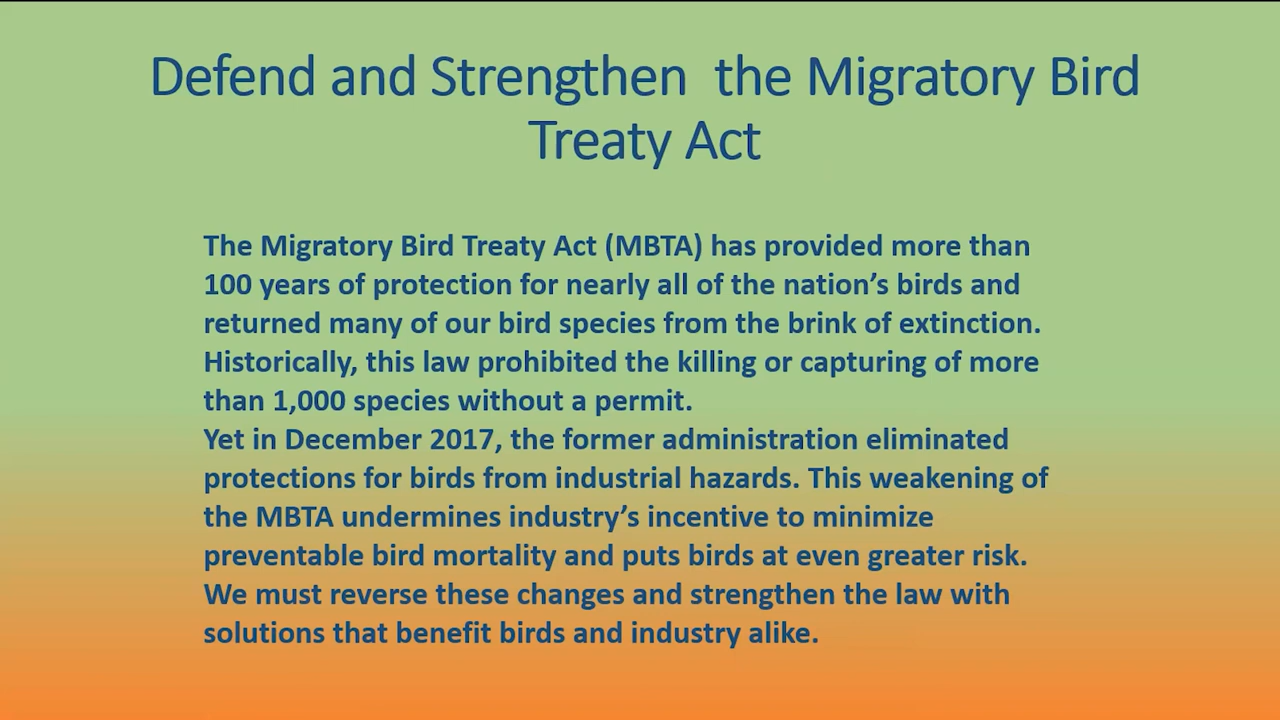 Defend and Strengthen  the Migratory Bird
Treaty Act
The Migratory Bird Treaty Act (MBTA) has provided more than
100 years of protection for nearly all of the nation’s birds and
returned many of our bird species from the brink of extinction.
Historically, this law prohibited the killing or capturing of more
than 1,000 species without a permit.
Yet in December 2017, the former administration eliminated
protections for birds from industrial hazards. This weakening of
the MBTA undermines industry’s incentive to minimize
preventable bird mortality and puts birds at even greater risk.
We must reverse these changes and strengthen the law with
solutions that benefit birds and industry alike.